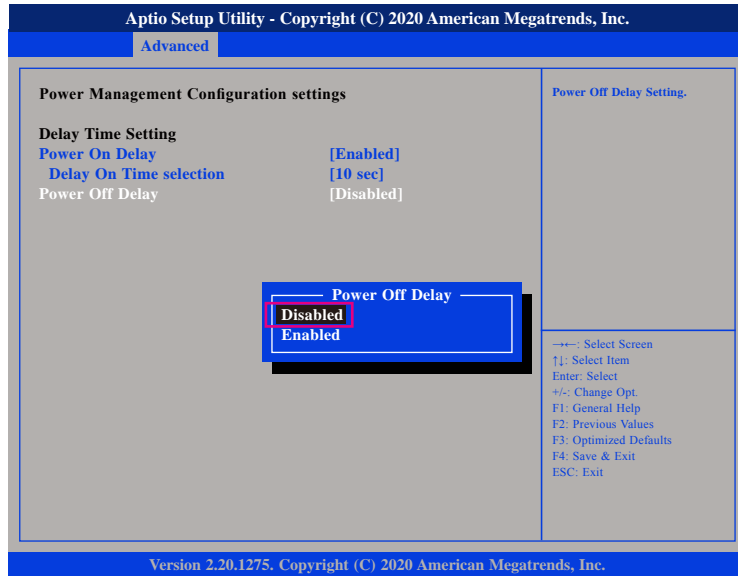 Aptio Setup Utility - Copyright (C) 2020 American Megatrends, Inc.
Advanced
Power Management Configuration settings
Delay Time Setting
Power On Delay [Enabled]
Delay On Time selection [10 sec]
Power Off Delay [Disabled]
Power Off Delay Setting.
Power Off Delay
Disabled
Enabled
→←: Select Screen
↑↓: Select Item
Enter: Select
+/-: Change Opt.
F1: General Help
F2: Previous Values
F3: Optimized Defaults
F4: Save & Exit
ESC: Exit
Version 2.20.1275. Copyright (C) 2020 American Megatrends, Inc.